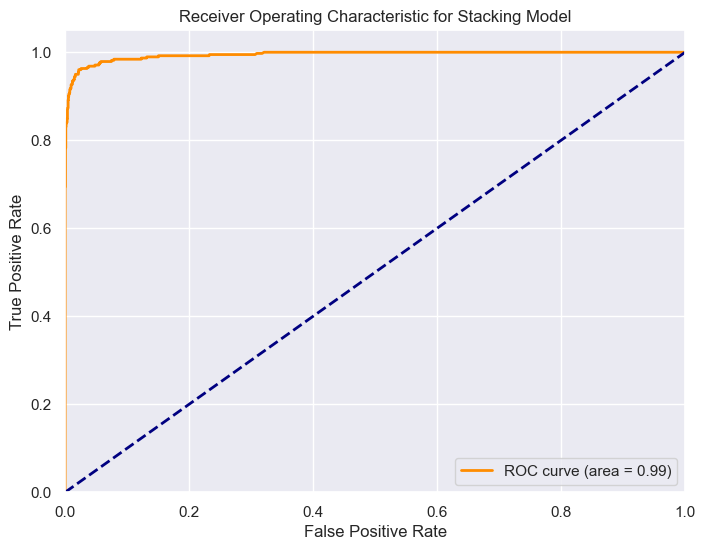 Receiver Operating Characteristic for Stacking Model
True Positive Rate
1.0
0.8
0.6
0.4
0.2
0.0
ROC curve (area = 0.99)
0.0 0.2 0.4 0.6 0.8 1.0
False Positive Rate